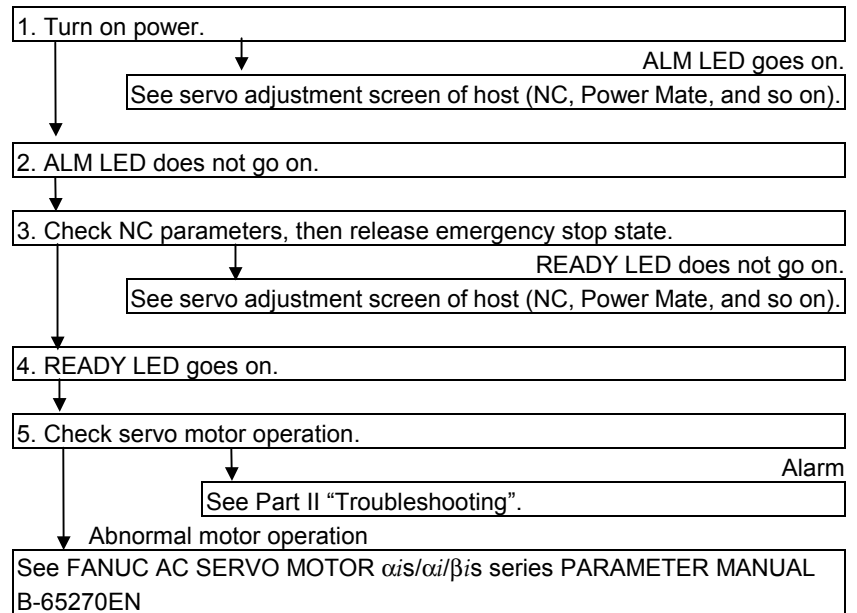 1. Turn on power.
ALM LED goes on.
See servo adjustment screen of host (NC, Power Mate, and so on).
2. ALM LED does not go on.
3. Check NC parameters, then release emergency stop state.
READY LED does not go on.
See servo adjustment screen of host (NC, Power Mate, and so on).
4. READY LED goes on.
5. Check servo motor operation.
Alarm
See Part II “Troubleshooting”.
Abnormal motor operation
See FANUC AC SERVO MOTOR αis/αi/βis series PARAMETER MANUAL
B-65270EN